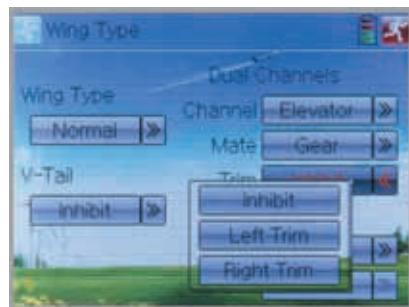 Wing Type
Dual Channels
Wing Type
Channel Elevator
Normal
Mate Gear
V-Tail
Trim
Inhibit
Inhibit
Left Trim
Right Trim